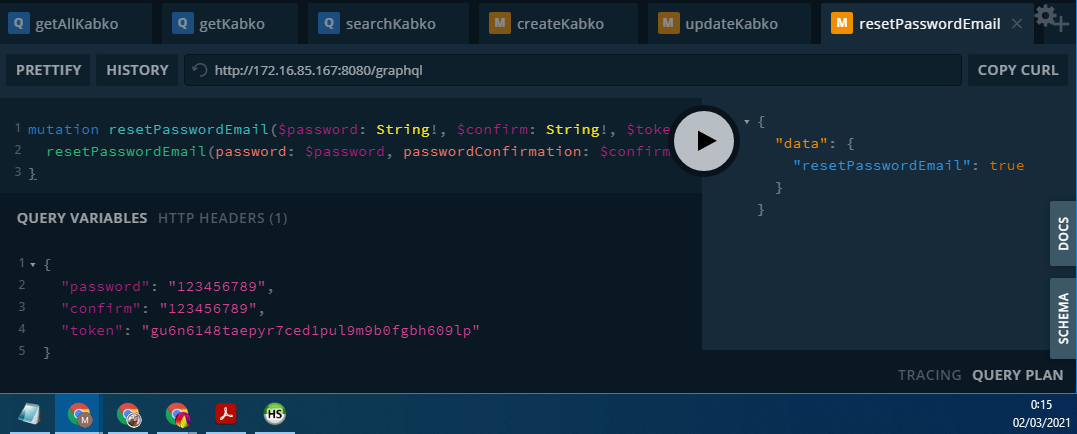 Q getAllKabko
Q getKabko
Q searchKabko
M createKabko
M updateKabko
M resetPasswordEmail
PRETTIFY HISTORY http://172.16.85.167:8080/graphql COPY CURL
1 mutation resetPasswordEmail($password: String!, $confirm: String!, $toke
2 resetPasswordEmail(password: $password, passwordConfirmation: $confirm
3 }
{
"data": {
"resetPasswordEmail": true
}
}
QUERY VARIABLES HTTP HEADERS (1)
1 {
2 "password": "123456789",
3 "confirm": "123456789",
4 "token": "gu6n6148taepyr7ced1pul9m9b0fgbh609lp"
5 }
DOCS
SCHEMA
TRACING QUERY PLAN
M
HS
0:15
02/03/2021